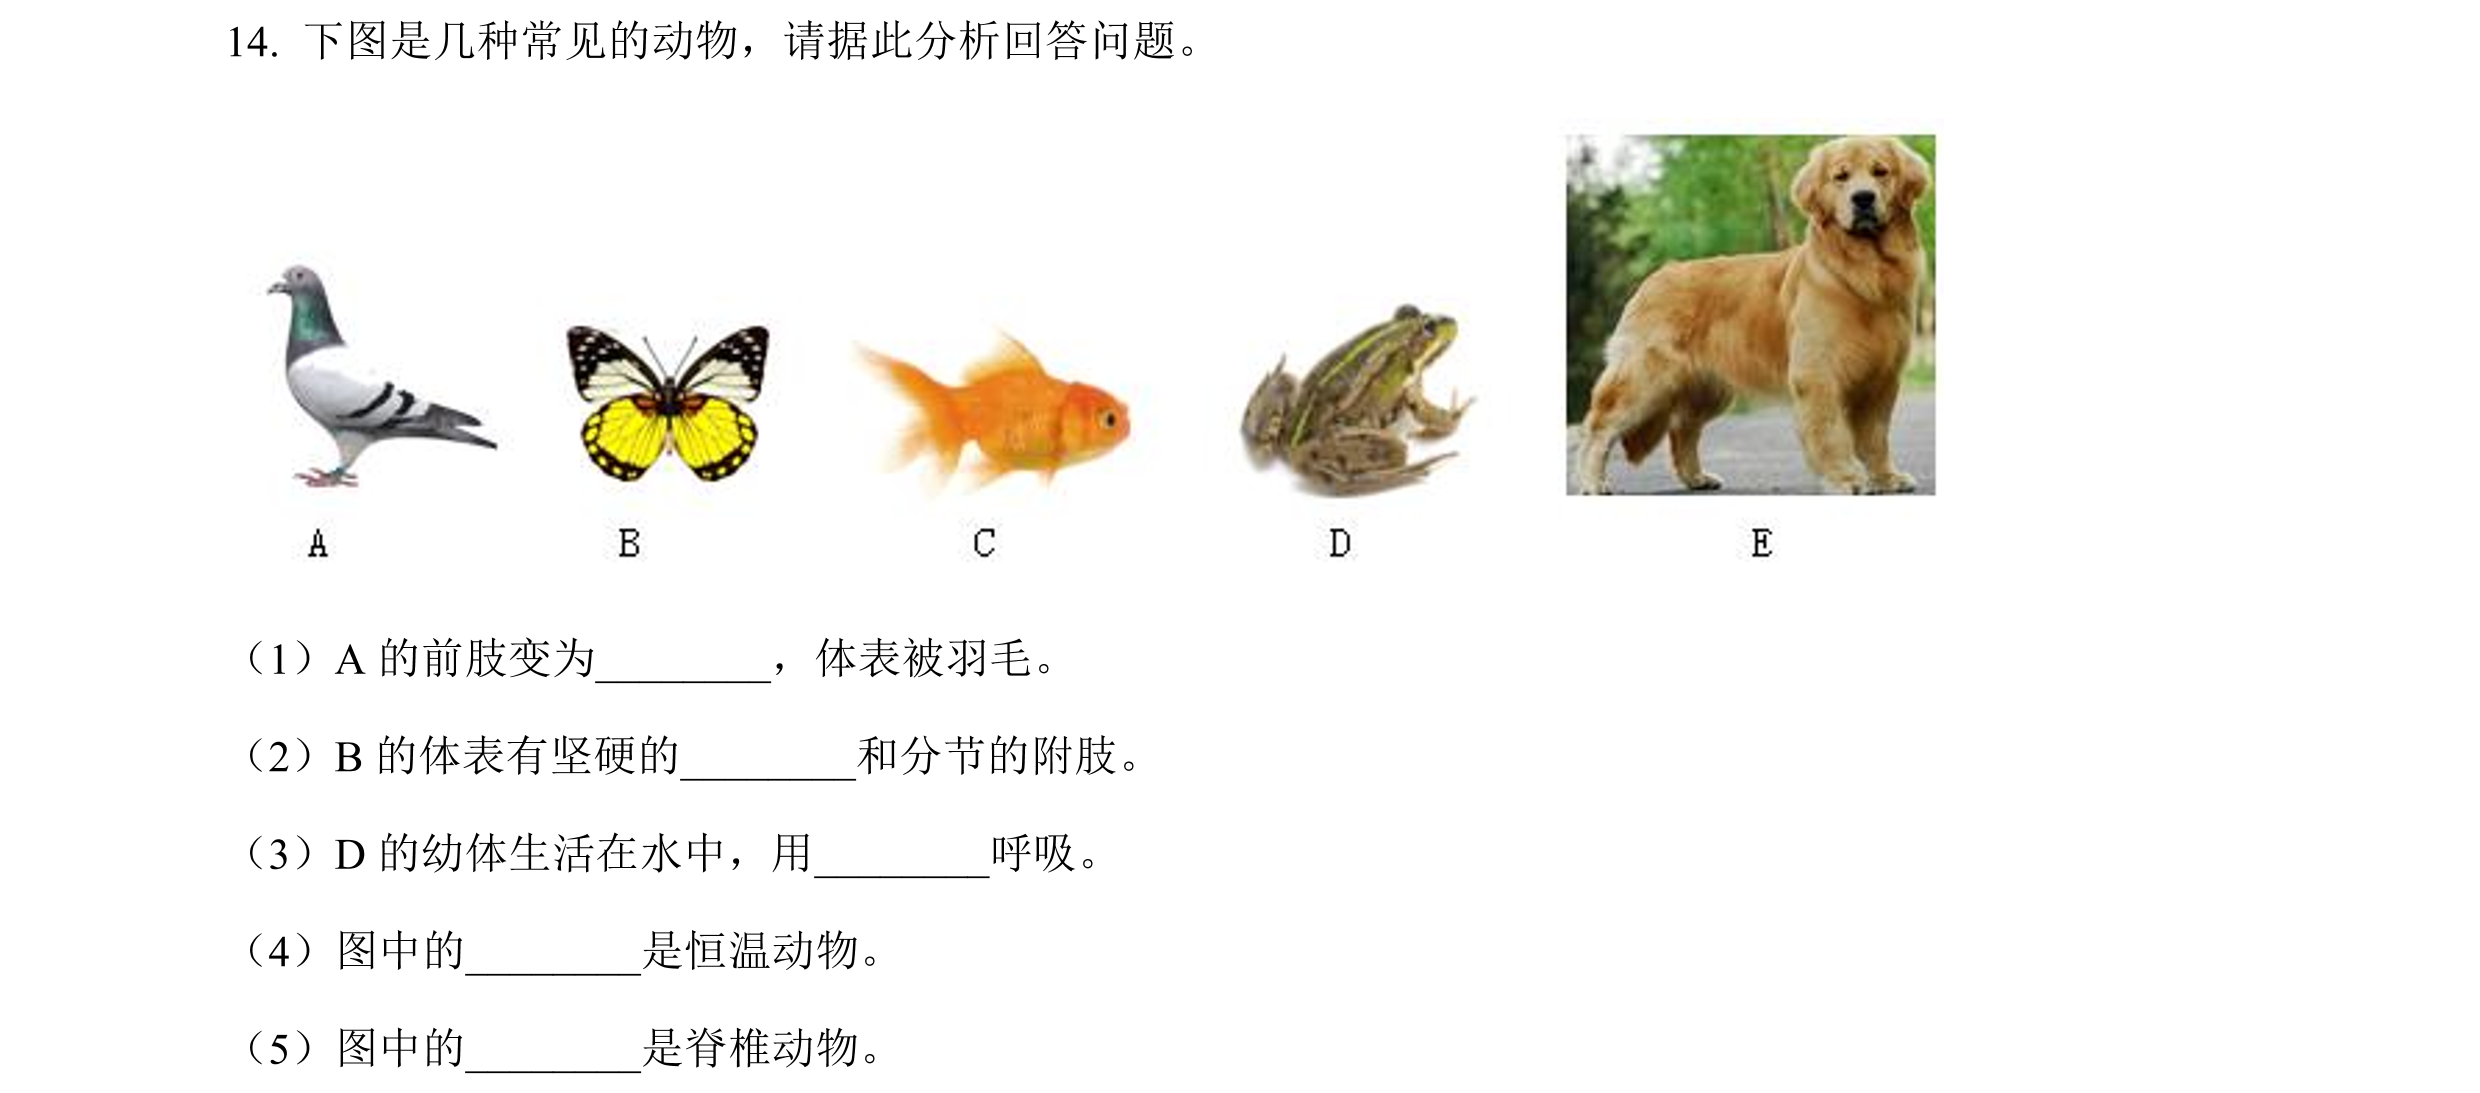 14. 下图是几种常见的动物，请据此分析回答问题。
A B C D E
（1）A 的前肢变为________，体表被羽毛。
（2）B 的体表有坚硬的________和分节的附肢。
（3）D 的幼体生活在水中，用________呼吸。
（4）图中的________是恒温动物。
（5）图中的________是脊椎动物。